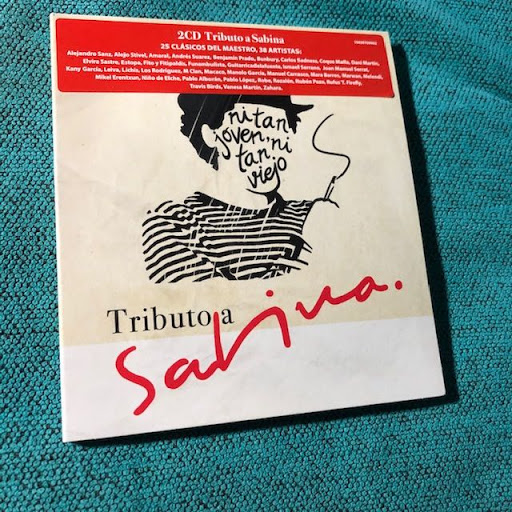 2CD Tributo a Sabina
25 CLÁSICOS DEL MAESTRO, 38 ARTISTAS:
Alejandro Sanz, Alejo Stivel, Amaral, Andrés Suarez, Benjamín Prado, Bunbury, Carlos Sadness, Coque Malla, Dani Martín,
Elvira Sastre, Estopa, Fito y Fitipaldis, Funambulista, Guitarricadelafuente, Ismael Serrano, Joan Manuel Serrat,
Kany García, Leiva, Lichis, Los Rodríguez, M Clan, Macaco, Manolo García, Manuel Carrasco, Mara Barros, Marwan, Melendi,
Mikel Erentxun, Niño de Elche, Pablo Alborán, Pablo López, Robe, Rozalén, Rubén Pozo, Rufus T. Firefly,
Travis Birds, Vanesa Martín, Zahara.
ni tan
joven, ni
tan
viejo
Tributo a
Sabina.